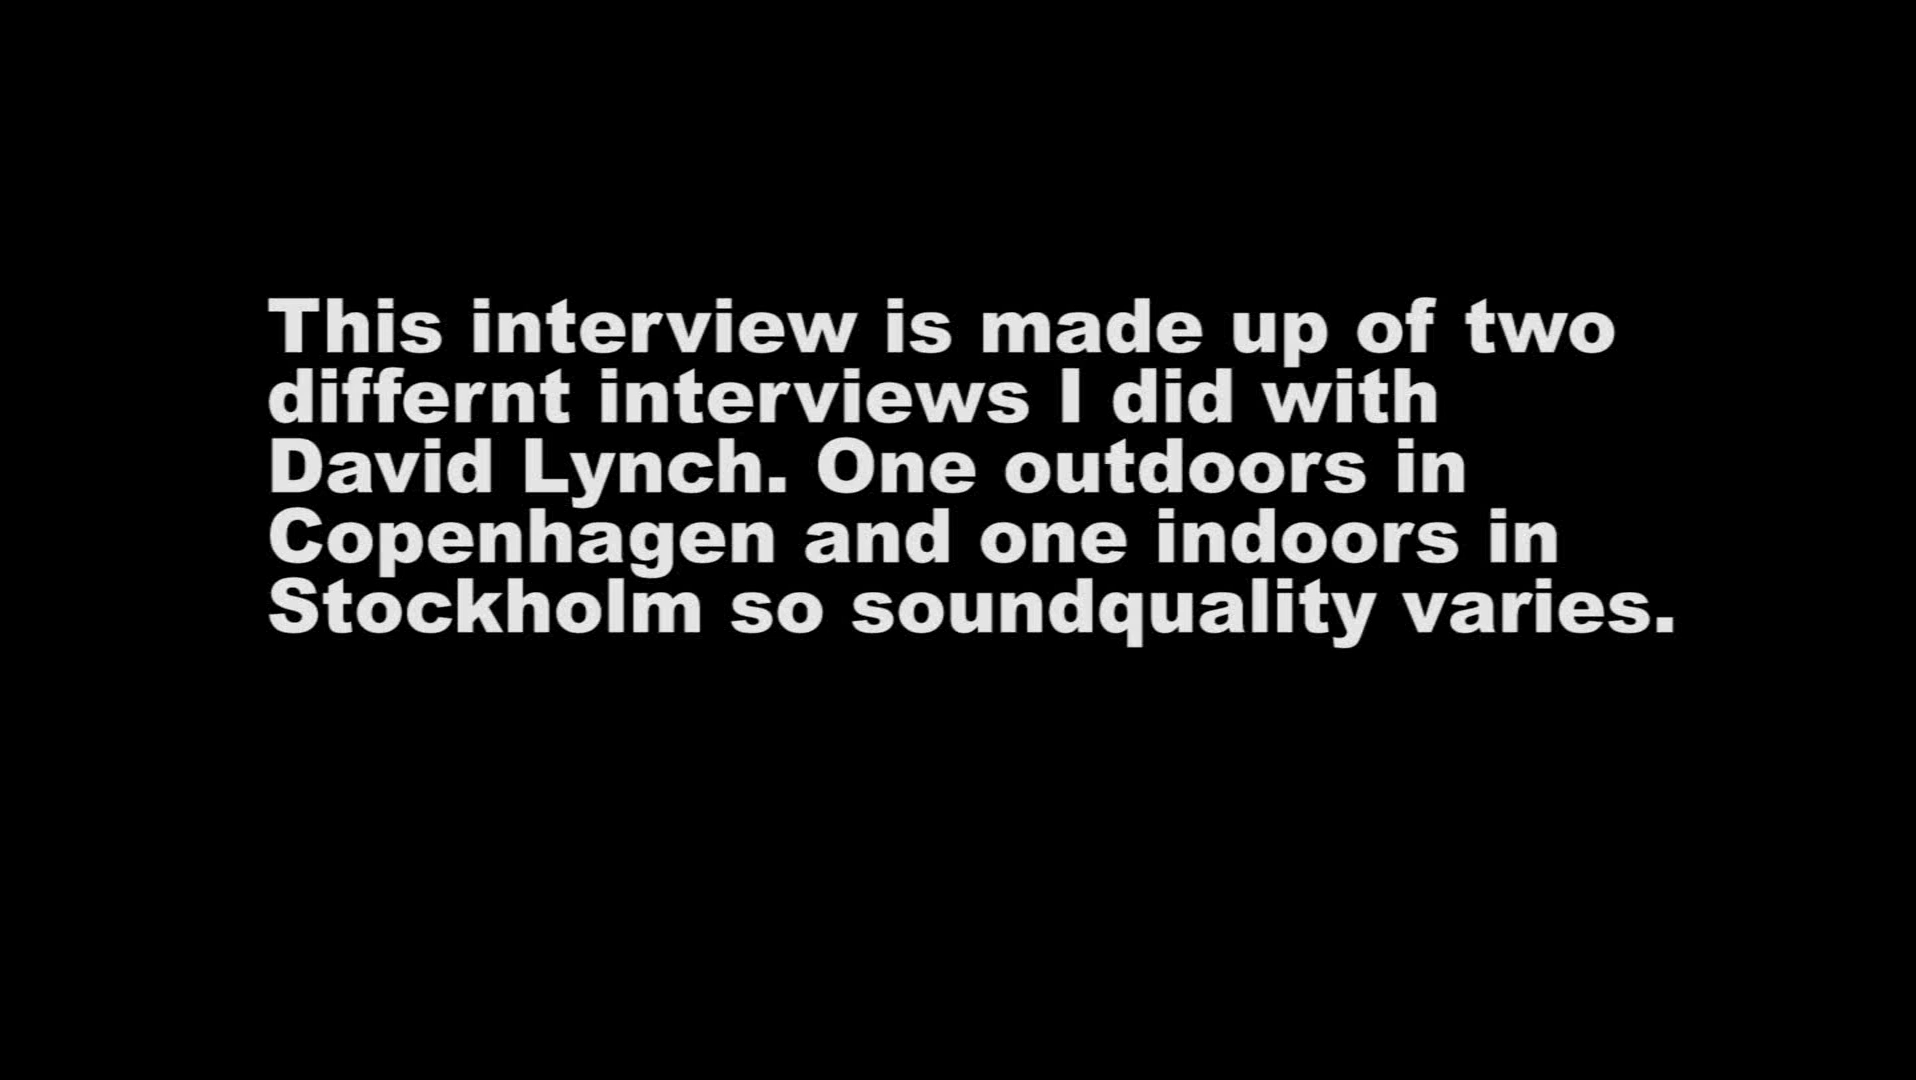 This interview is made up of two
differnt interviews I did with
David Lynch. One outdoors in
Copenhagen and one indoors in
Stockholm so soundquality varies.